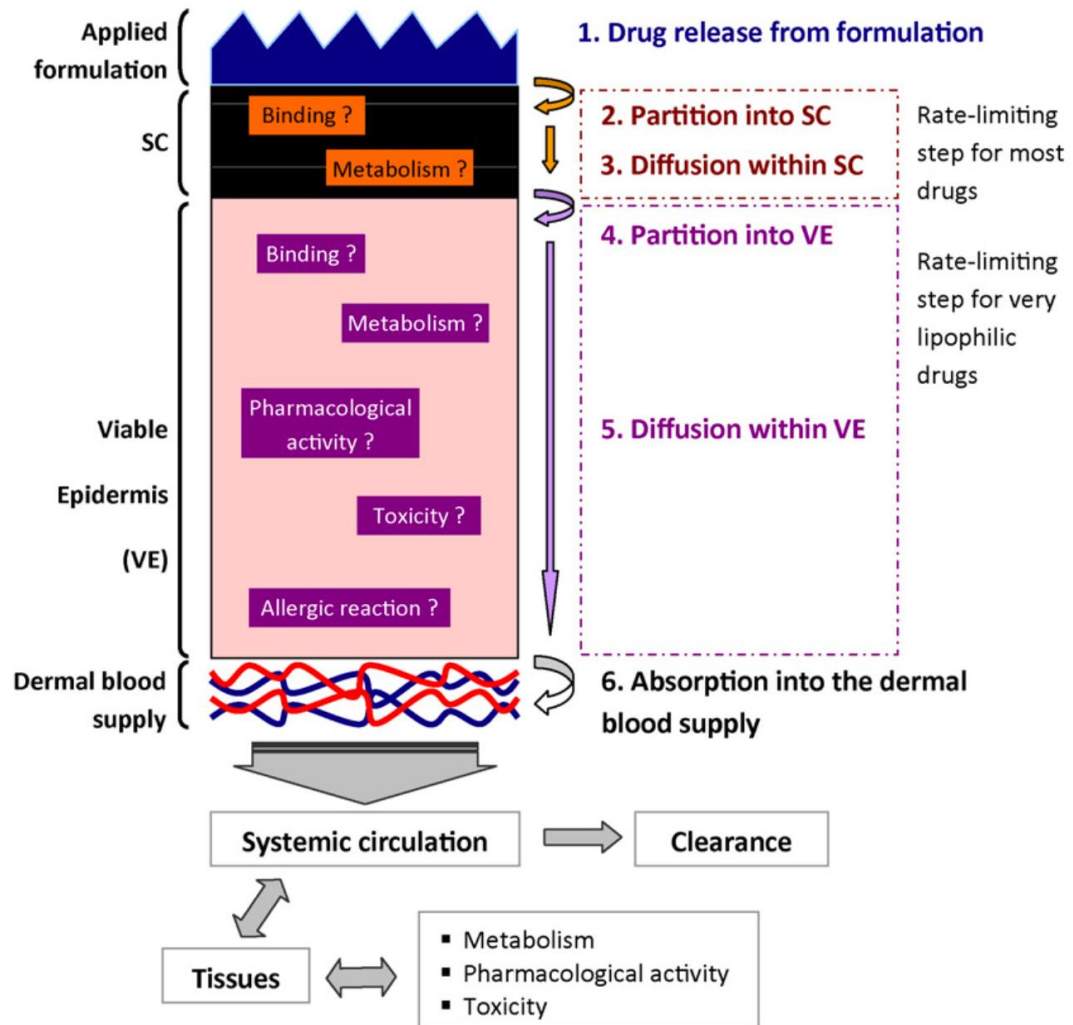 Applied
formulation
1. Drug release from formulation
SC
Binding ?
Metabolism ?
2. Partition into SC
3. Diffusion within SC
Rate-limiting
step for most
drugs
Viable
Epidermis
(VE)
Binding ?
Metabolism ?
Pharmacological
activity ?
Toxicity ?
Allergic reaction ?
4. Partition into VE
5. Diffusion within VE
Rate-limiting
step for very
lipophilic
drugs
Dermal blood
supply
6. Absorption into the dermal
blood supply
Systemic circulation
Clearance
Tissues
▪ Metabolism
▪ Pharmacological activity
▪ Toxicity